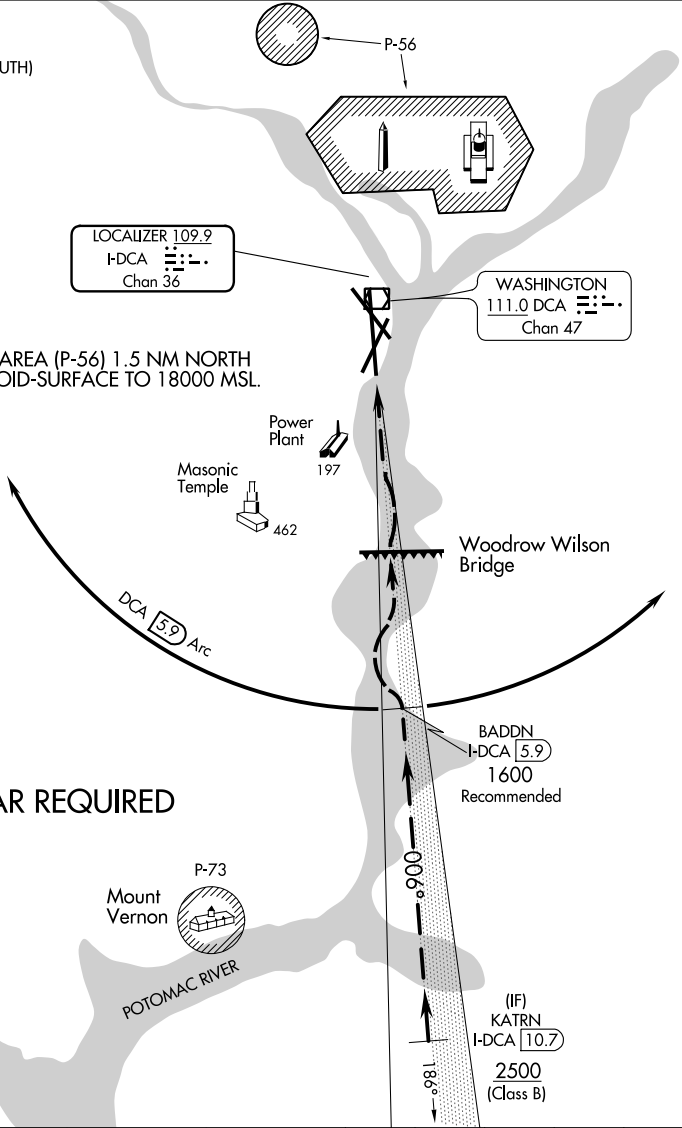 P-56
UTH)
LOCALIZER 109.9
I-DCA
Chan 36
WASHINGTON
111.0 DCA
Chan 47
AREA (P-56) 1.5 NM NORTH
OID-SURFACE TO 18000 MSL.
Power
Plant
197
Masonic
Temple
462
Woodrow Wilson
Bridge
DCA 5.9 Arc
BADDN
I-DCA 5.9
1600
Recommended
AR REQUIRED
006°
P-73
Mount
Vernon
POTOMAC RIVER
(IF)
KATRN
I-DCA 10.7
2500
(Class B)
186°